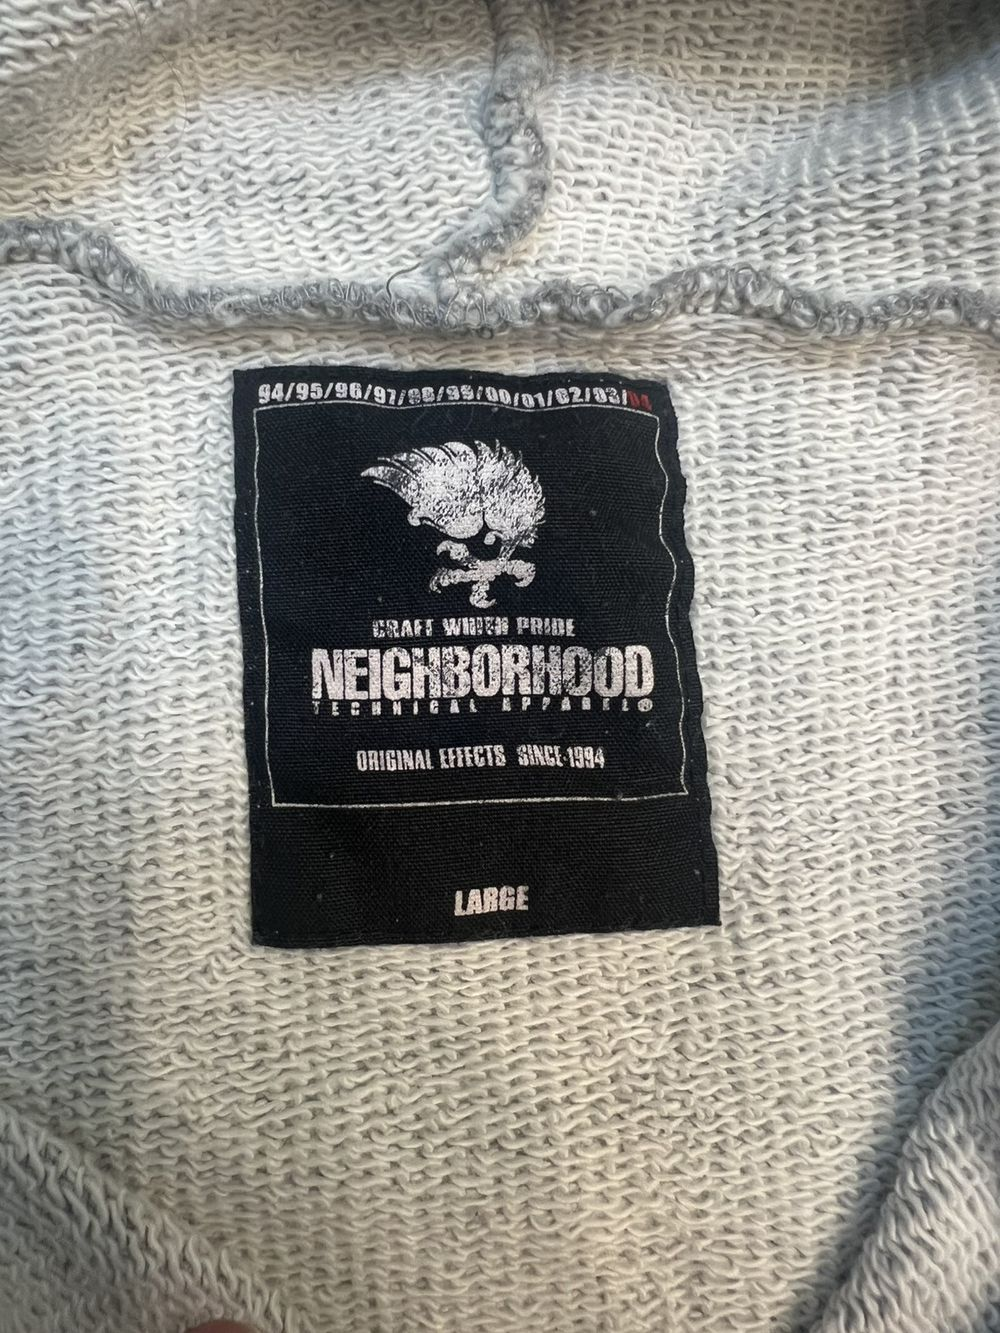 94/95/96/97/98/99/00/01/02/03/04
CRAFT WHICH PRIDE
NEIGHBORHOOD
TECHNICAL APPAREL®
ORIGINAL EFFECTS SINCE 1994
LARGE